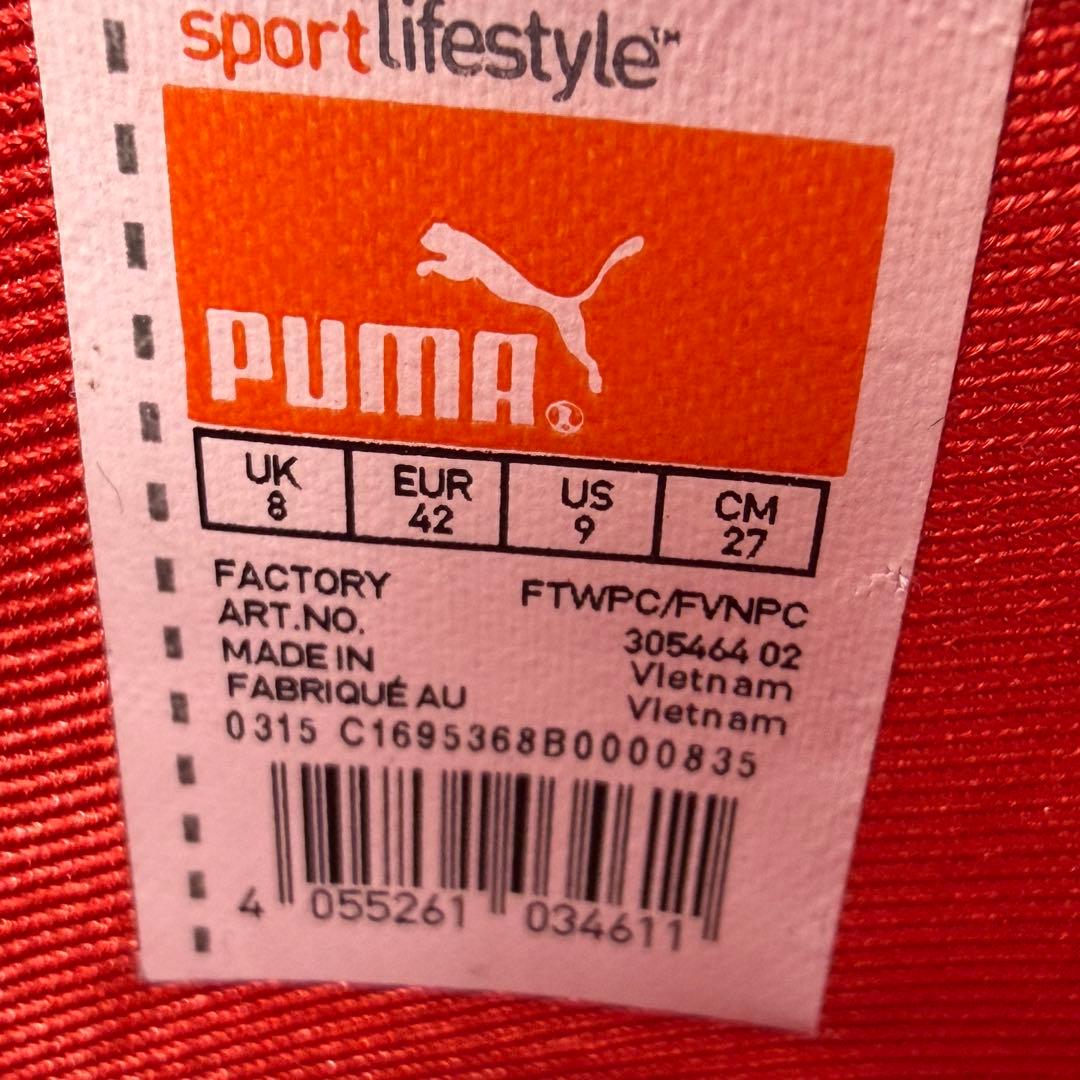 sportlifestyle™
PUMA
UK EUR US CM
8 42 9 27
FACTORY FTWPC/FVNPC
ART.NO. 305464 02
MADE IN Vietnam
FABRIQUÉ AU Vietnam
0315 C1695368B0000835
4 055261 034611